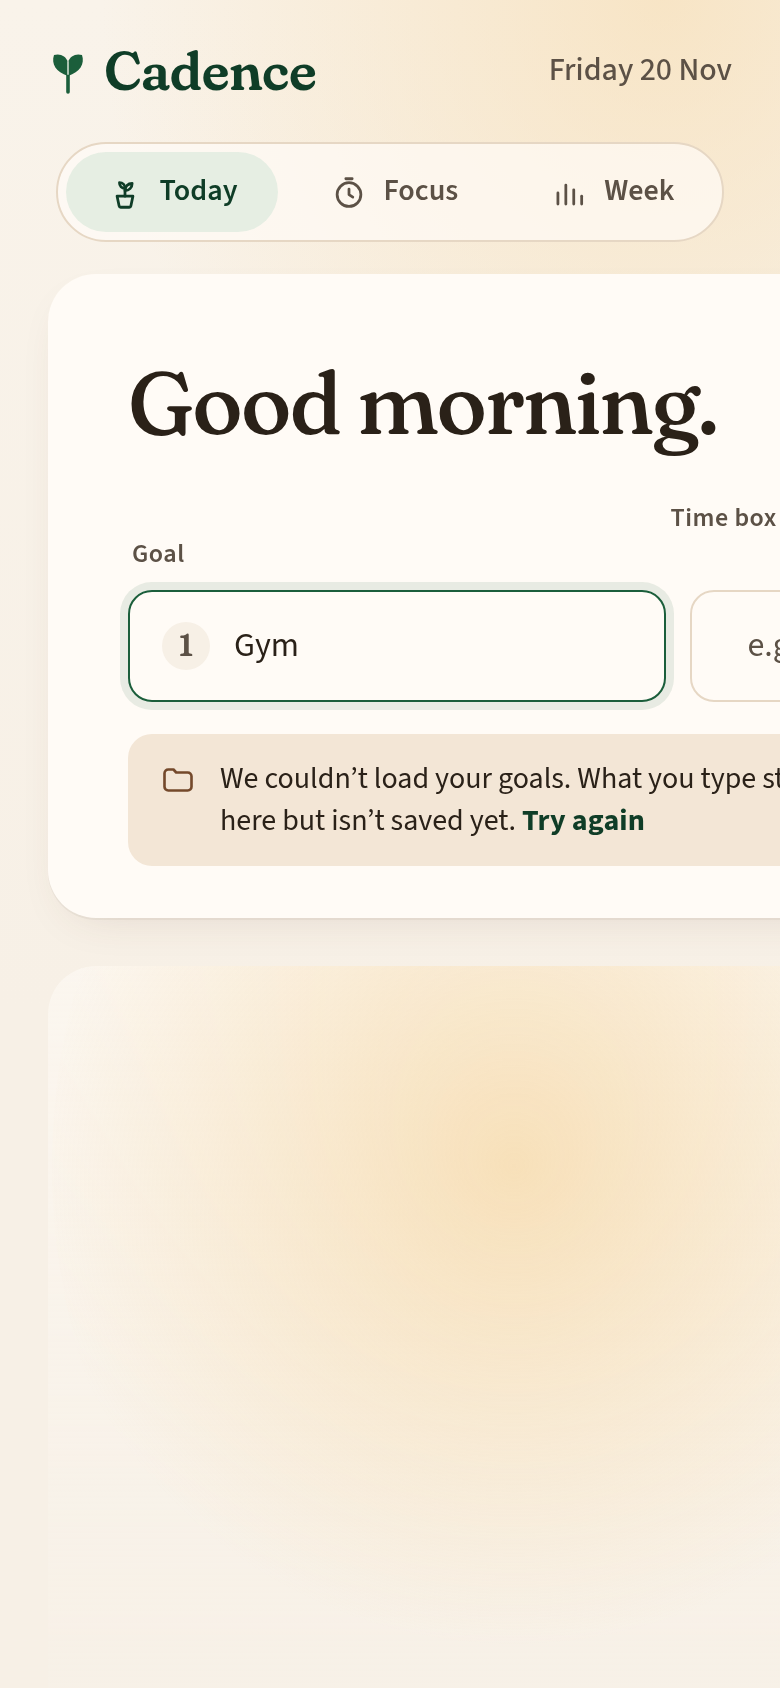 Cadence
Friday 20 Nov
Today
Focus
Week
Good morning.
Time box
Goal
1
Gym
We couldn’t load your goals. What you type
here but isn’t saved yet. Try again